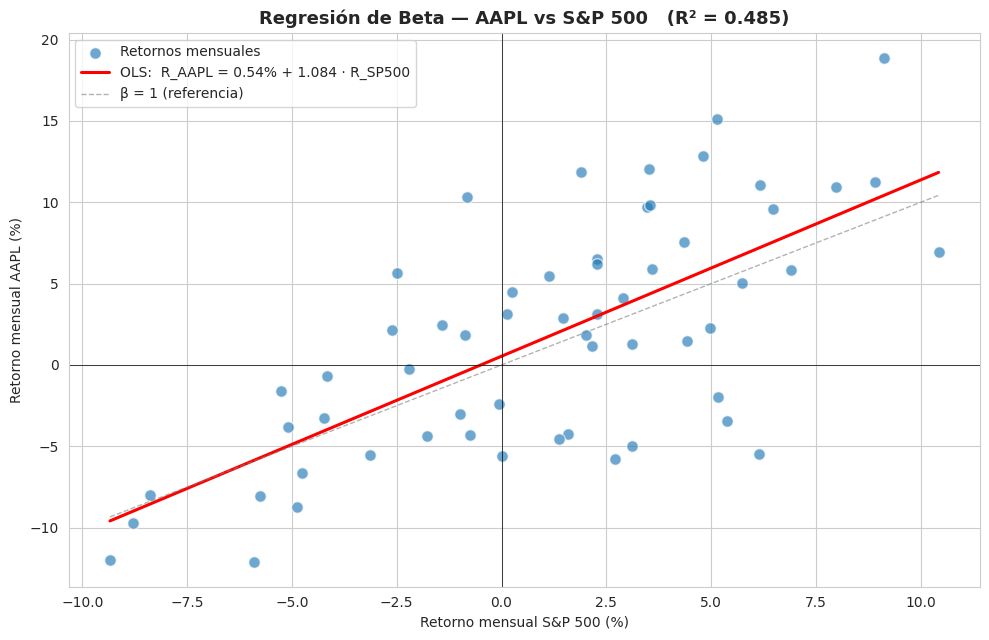 Regresión de Beta — AAPL vs S&P 500   (R² = 0.485)
Retornos mensuales
OLS:  R_AAPL = 0.54% + 1.084 · R_SP500
β = 1 (referencia)
20
15
10
5
0
−5
−10
Retorno mensual AAPL (%)
−10.0
−7.5
−5.0
−2.5
0.0
2.5
5.0
7.5
10.0
Retorno mensual S&P 500 (%)